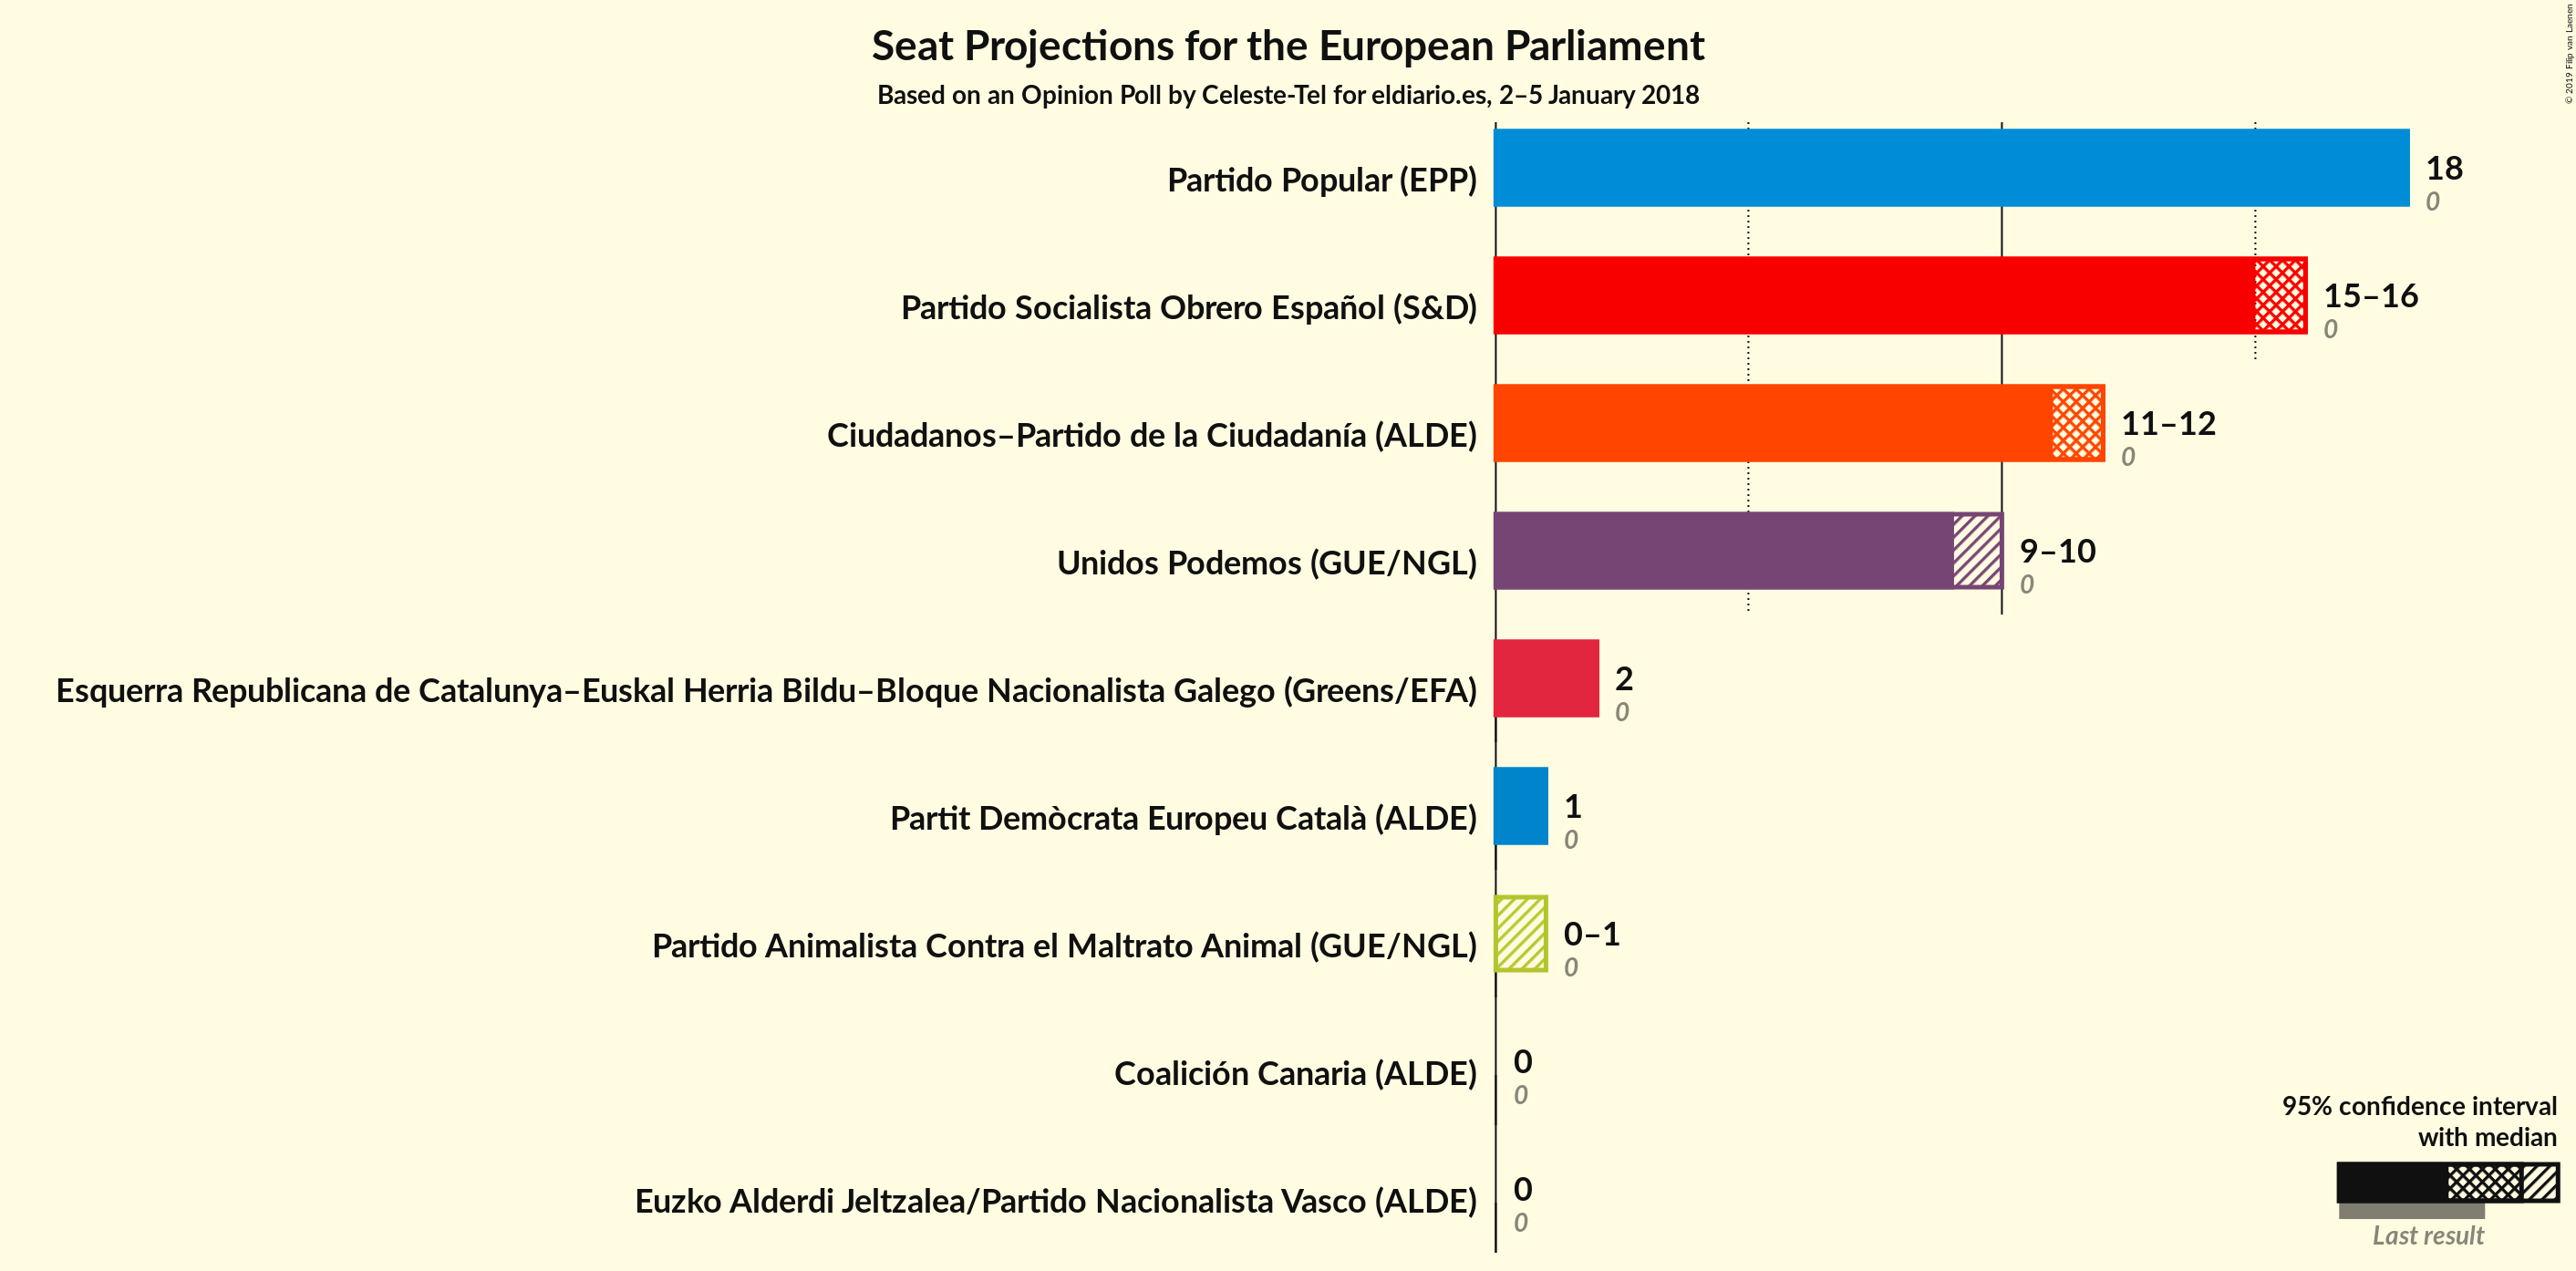 Seat Projections for the European Parliament
Based on an Opinion Poll by Celeste-Tel for eldiario.es, 2–5 January 2018
© 2019 Filip van Laenen
Partido Popular (EPP)
18
0
Partido Socialista Obrero Español (S&D)
15–16
0
Ciudadanos–Partido de la Ciudadanía (ALDE)
11–12
0
Unidos Podemos (GUE/NGL)
9–10
0
Esquerra Republicana de Catalunya–Euskal Herria Bildu–Bloque Nacionalista Galego (Greens/EFA)
2
0
Partit Demòcrata Europeu Català (ALDE)
1
0
Partido Animalista Contra el Maltrato Animal (GUE/NGL)
0–1
0
Coalición Canaria (ALDE)
0
0
Euzko Alderdi Jeltzalea/Partido Nacionalista Vasco (ALDE)
0
0
95% confidence interval
with median
Last result